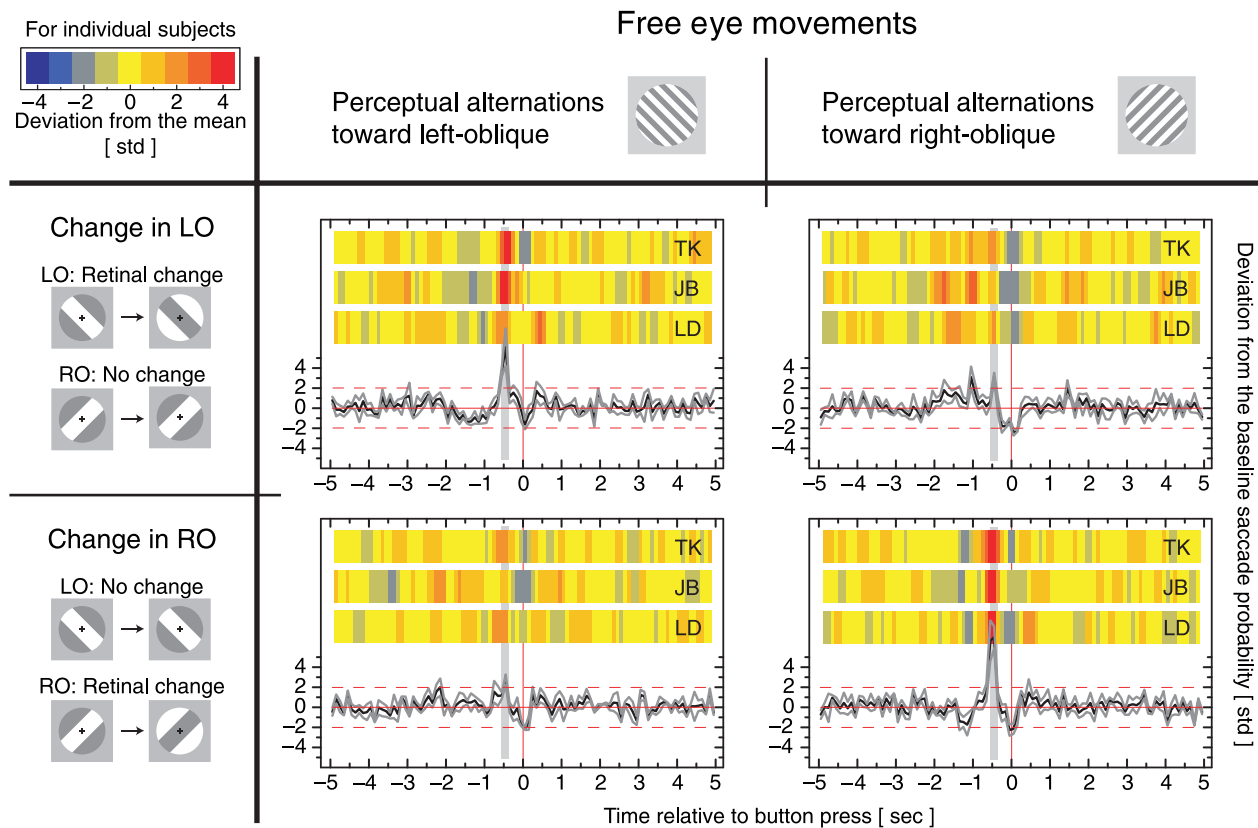 For individual subjects
−4 −2 0 2 4
Deviation from the mean
[ std ]
Free eye movements
Perceptual alternations
toward left-oblique
Perceptual alternations
toward right-oblique
Change in LO
LO: Retinal change
RO: No change
TK
JB
LD
4
2
0
−2
−4
−5 −4 −3 −2 −1 0 1 2 3 4 5
TK
JB
LD
4
2
0
−2
−4
−5 −4 −3 −2 −1 0 1 2 3 4 5
Change in RO
LO: No change
RO: Retinal change
TK
JB
LD
4
2
0
−2
−4
−5 −4 −3 −2 −1 0 1 2 3 4 5
TK
JB
LD
4
2
0
−2
−4
−5 −4 −3 −2 −1 0 1 2 3 4 5
Time relative to button press [ sec ]
Deviation from the baseline saccade probability [ std ]